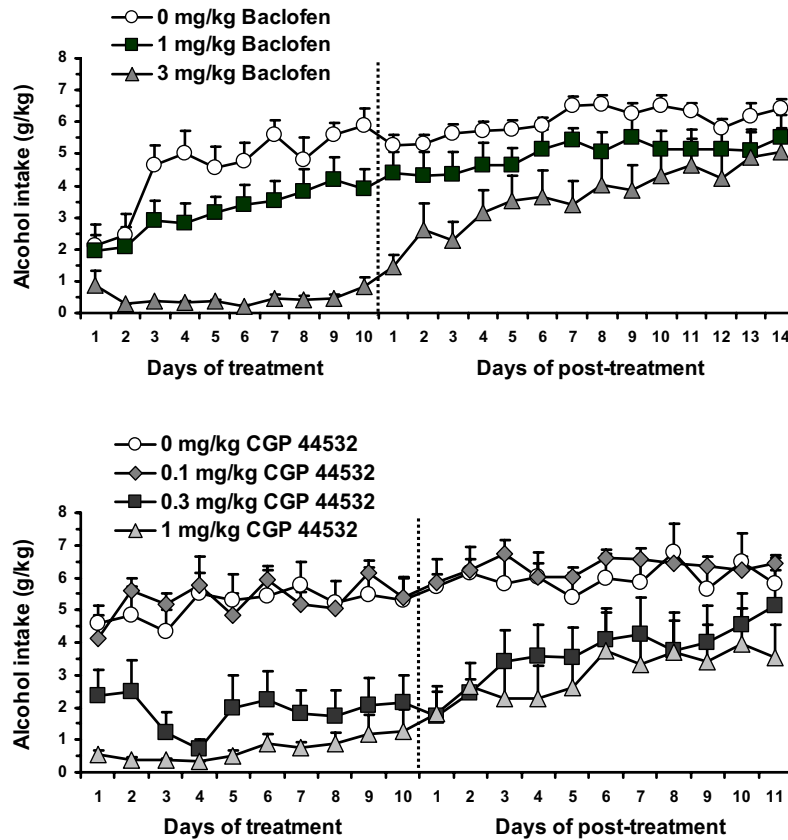 0 mg/kg Baclofen
1 mg/kg Baclofen
3 mg/kg Baclofen
8
7
6
5
4
3
2
1
0
Alcohol intake (g/kg)
1 2 3 4 5 6 7 8 9 10 1 2 3 4 5 6 7 8 9 10 11 12 13 14
Days of treatment Days of post-treatment
0 mg/kg CGP 44532
0.1 mg/kg CGP 44532
0.3 mg/kg CGP 44532
1 mg/kg CGP 44532
8
7
6
5
4
3
2
1
0
Alcohol intake (g/kg)
1 2 3 4 5 6 7 8 9 10 1 2 3 4 5 6 7 8 9 10 11
Days of treatment Days of post-treatment